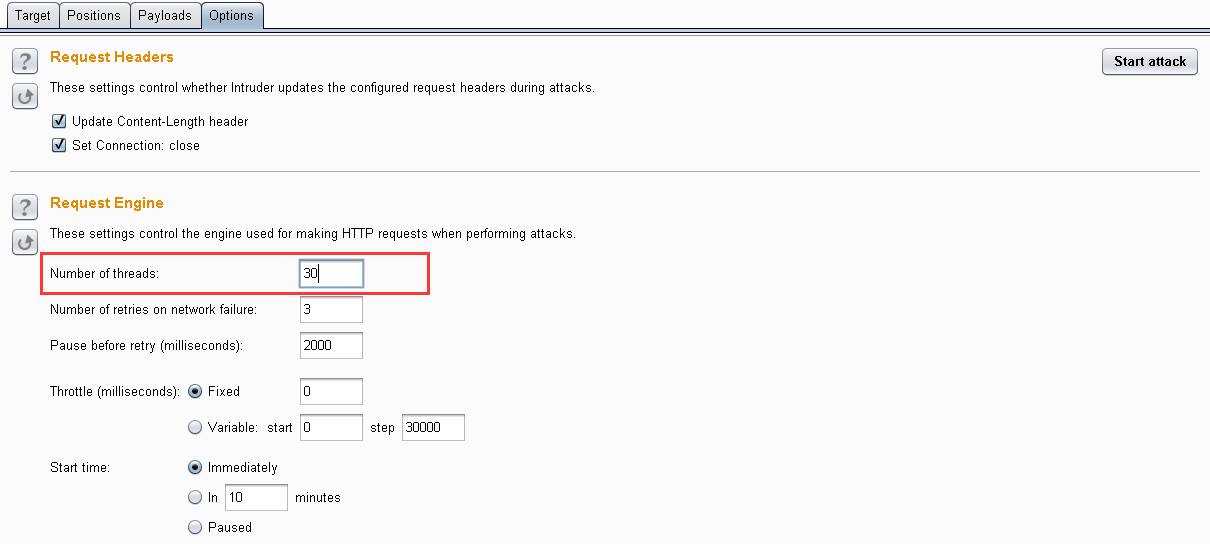 Target Positions Payloads Options
? Request Headers Start attack
These settings control whether Intruder updates the configured request headers during attacks.
Update Content-Length header
Set Connection: close
? Request Engine
These settings control the engine used for making HTTP requests when performing attacks.
Number of threads: 30
Number of retries on network failure: 3
Pause before retry (milliseconds): 2000
Throttle (milliseconds): Fixed 0
Variable: start 0 step 30000
Start time: Immediately
In 10 minutes
Paused